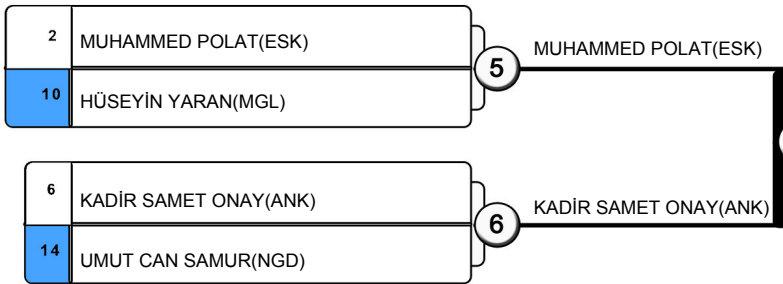 2 MUHAMMED POLAT(ESK)
10 HÜSEYİN YARAN(MGL)
5 MUHAMMED POLAT(ESK)
6 KADİR SAMET ONAY(ANK)
14 UMUT CAN SAMUR(NGD)
6 KADİR SAMET ONAY(ANK)